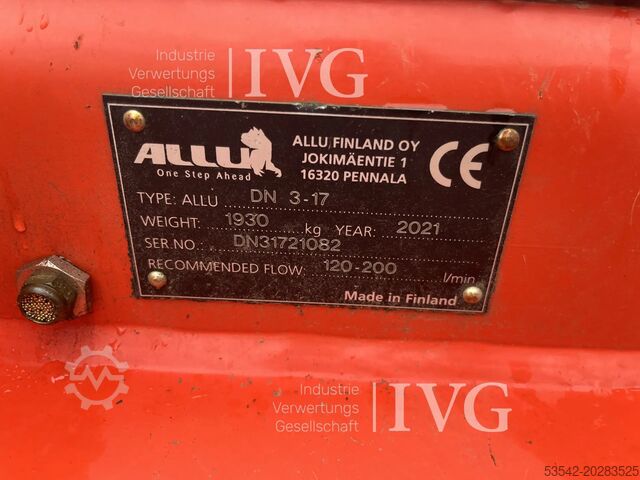 Industrie
Verwertungs
Gesellschaft
IVG
ALLU
One Step Ahead
ALLU FINLAND OY
JOKIMÄENTIE 1
16320 PENNALA
CE
TYPE: ALLU DN 3-17
WEIGHT: 1930 kg YEAR: 2021
SER.NO.: DN31721082
RECOMMENDED FLOW: 120-200 l/min
Made in Finland
Industrie
Verwertungs
Gesellschaft
IVG
53542-20283525